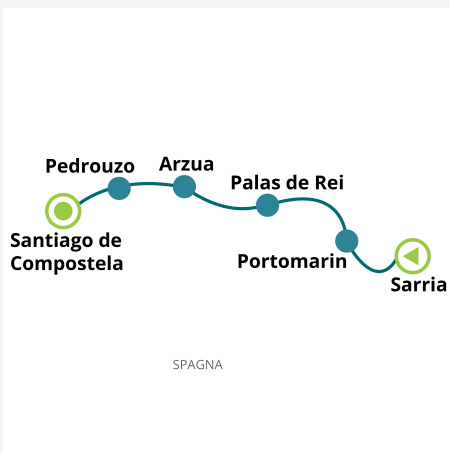 Pedrouzo
Arzua
Palas de Rei
Santiago de
Compostela
Portomarin
Sarria
SPAGNA